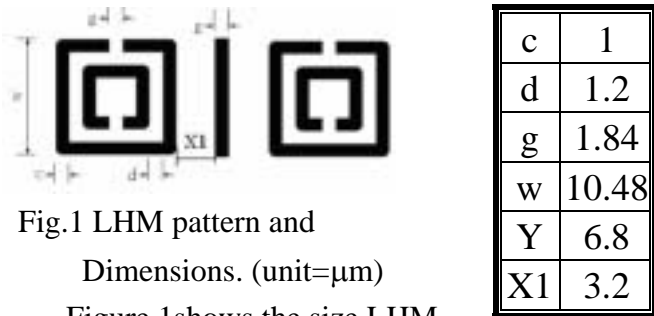 g
X1
c
d
Fig.1 LHM pattern and
Dimensions. (unit=μm)
Figure 1shows the size LHM
c 1
d 1.2
g 1.84
w 10.48
Y 6.8
X1 3.2